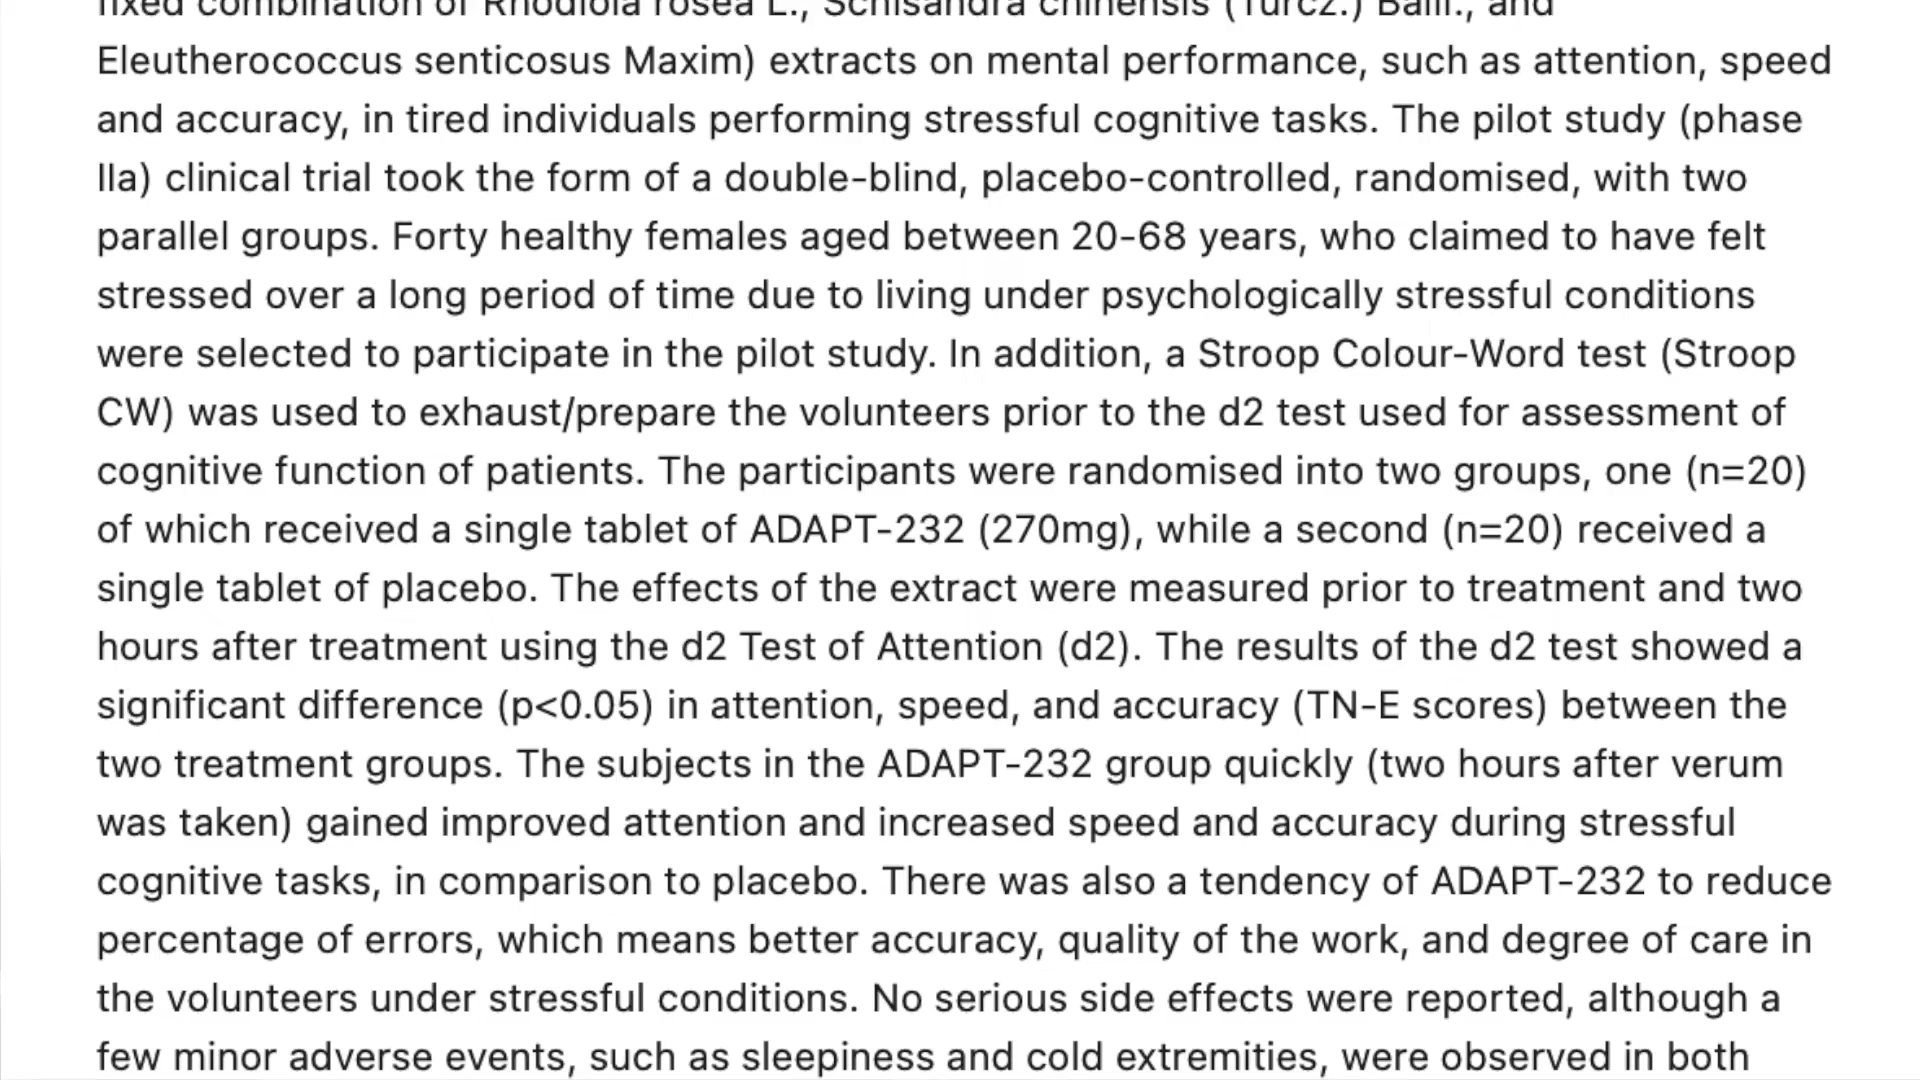 fixed combination of Rhodiola rosea L., Schisandra chinensis (Turcz.) Baill., and
Eleutherococcus senticosus Maxim) extracts on mental performance, such as attention, speed
and accuracy, in tired individuals performing stressful cognitive tasks. The pilot study (phase
IIa) clinical trial took the form of a double-blind, placebo-controlled, randomised, with two
parallel groups. Forty healthy females aged between 20-68 years, who claimed to have felt
stressed over a long period of time due to living under psychologically stressful conditions
were selected to participate in the pilot study. In addition, a Stroop Colour-Word test (Stroop
CW) was used to exhaust/prepare the volunteers prior to the d2 test used for assessment of
cognitive function of patients. The participants were randomised into two groups, one (n=20)
of which received a single tablet of ADAPT-232 (270mg), while a second (n=20) received a
single tablet of placebo. The effects of the extract were measured prior to treatment and two
hours after treatment using the d2 Test of Attention (d2). The results of the d2 test showed a
significant difference (p<0.05) in attention, speed, and accuracy (TN-E scores) between the
two treatment groups. The subjects in the ADAPT-232 group quickly (two hours after verum
was taken) gained improved attention and increased speed and accuracy during stressful
cognitive tasks, in comparison to placebo. There was also a tendency of ADAPT-232 to reduce
percentage of errors, which means better accuracy, quality of the work, and degree of care in
the volunteers under stressful conditions. No serious side effects were reported, although a
few minor adverse events, such as sleepiness and cold extremities, were observed in both